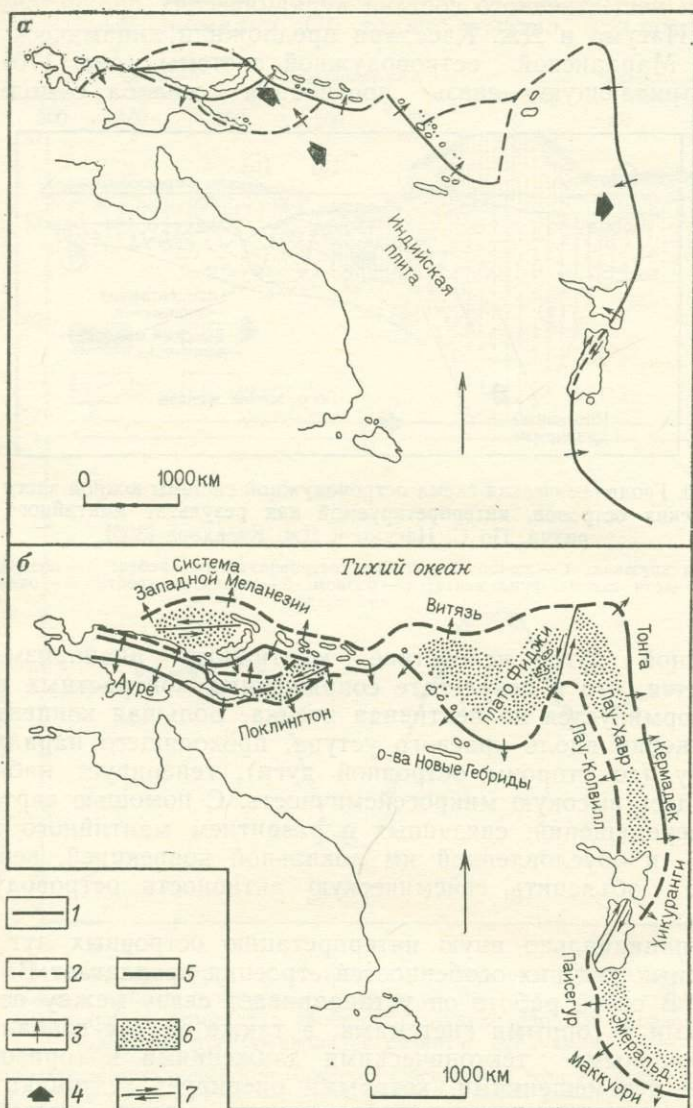 а
Индийская
плита
0 1000 км
б
Система
Западной Меланезии
Тихий океан
Витязь
Ауре
Поклингтон
о-ва Новые Гебриды
плато Фиджи
Тонга
Лау-Хавр
Кермадек
Лау-Колвилл
Хикуранги
Пайсегур
Эмеральд
Маккуори
0 1000 км
1
2
3
4
5
6
7